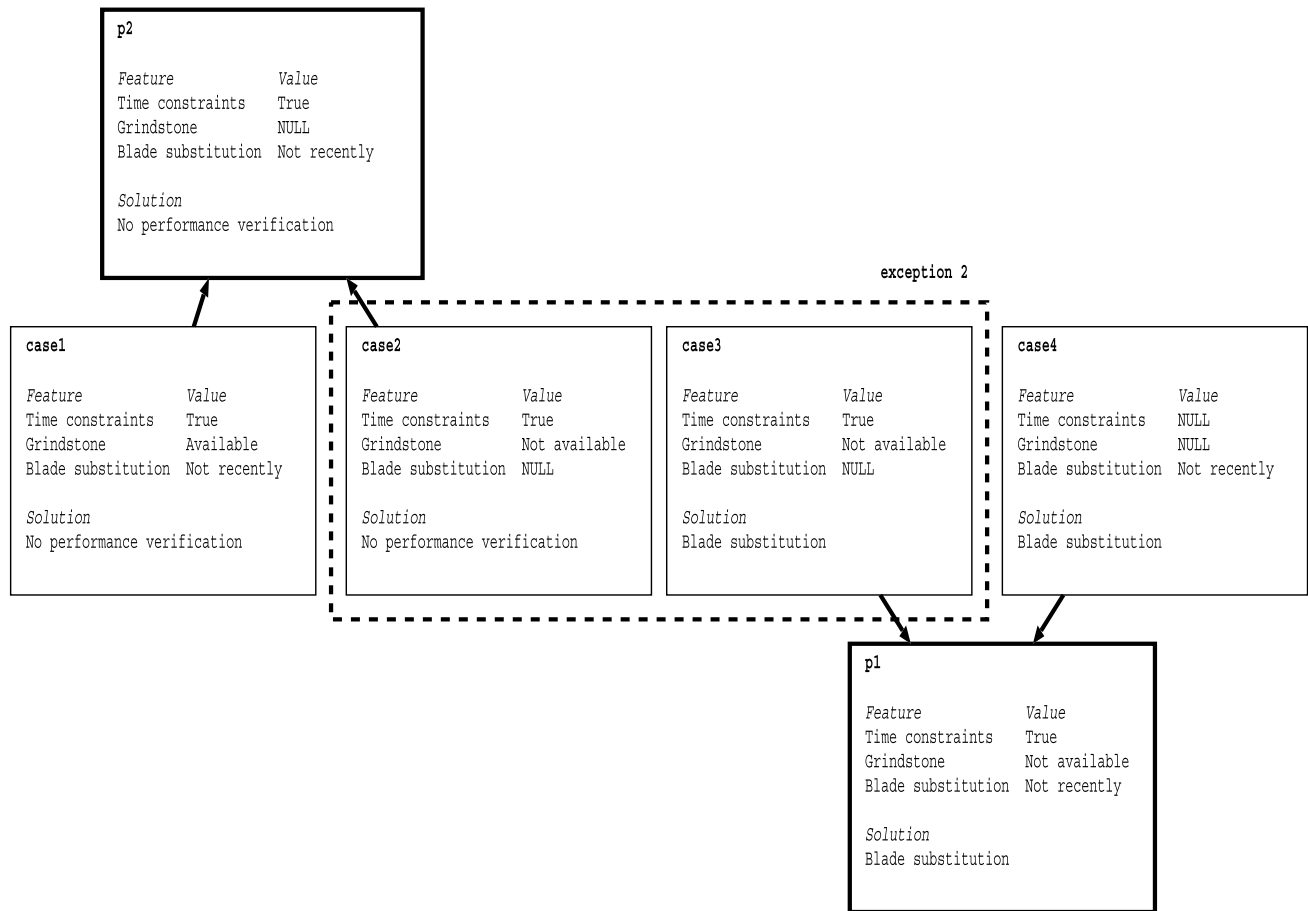 p2
Feature Value
Time constraints True
Grindstone NULL
Blade substitution Not recently
Solution
No performance verification
exception 2
case1
Feature Value
Time constraints True
Grindstone Available
Blade substitution Not recently
Solution
No performance verification
case2
Feature Value
Time constraints True
Grindstone Not available
Blade substitution NULL
Solution
No performance verification
case3
Feature Value
Time constraints True
Grindstone Not available
Blade substitution NULL
Solution
Blade substitution
case4
Feature Value
Time constraints NULL
Grindstone NULL
Blade substitution Not recently
Solution
Blade substitution
p1
Feature Value
Time constraints True
Grindstone Not available
Blade substitution Not recently
Solution
Blade substitution